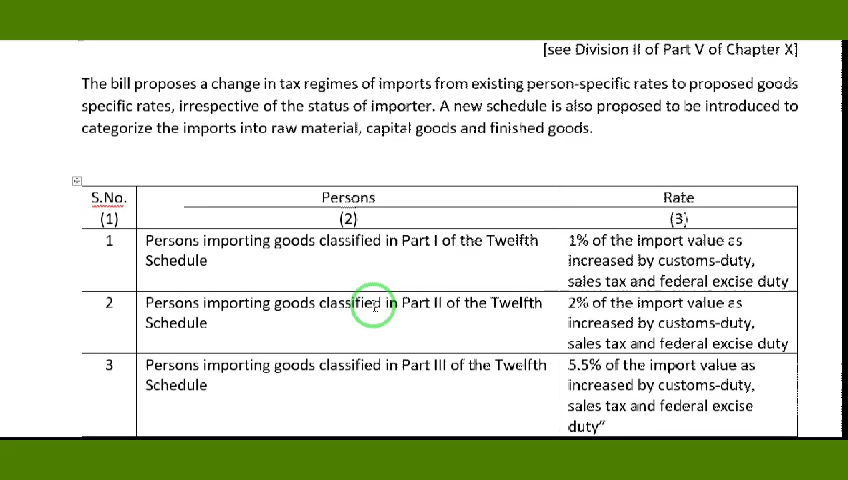 [see Division II of Part V of Chapter X]
The bill proposes a change in tax regimes of imports from existing person-specific rates to proposed goods
specific rates, irrespective of the status of importer. A new schedule is also proposed to be introduced to
categorize the imports into raw material, capital goods and finished goods.
S.No. Persons Rate
(1) (2) (3)
1 Persons importing goods classified in Part I of the Twelfth 1% of the import value as
Schedule increased by customs-duty,
sales tax and federal excise duty
2 Persons importing goods classified in Part II of the Twelfth 2% of the import value as
Schedule increased by customs-duty,
sales tax and federal excise duty
3 Persons importing goods classified in Part III of the Twelfth 5.5% of the import value as
Schedule increased by customs-duty,
sales tax and federal excise
duty”